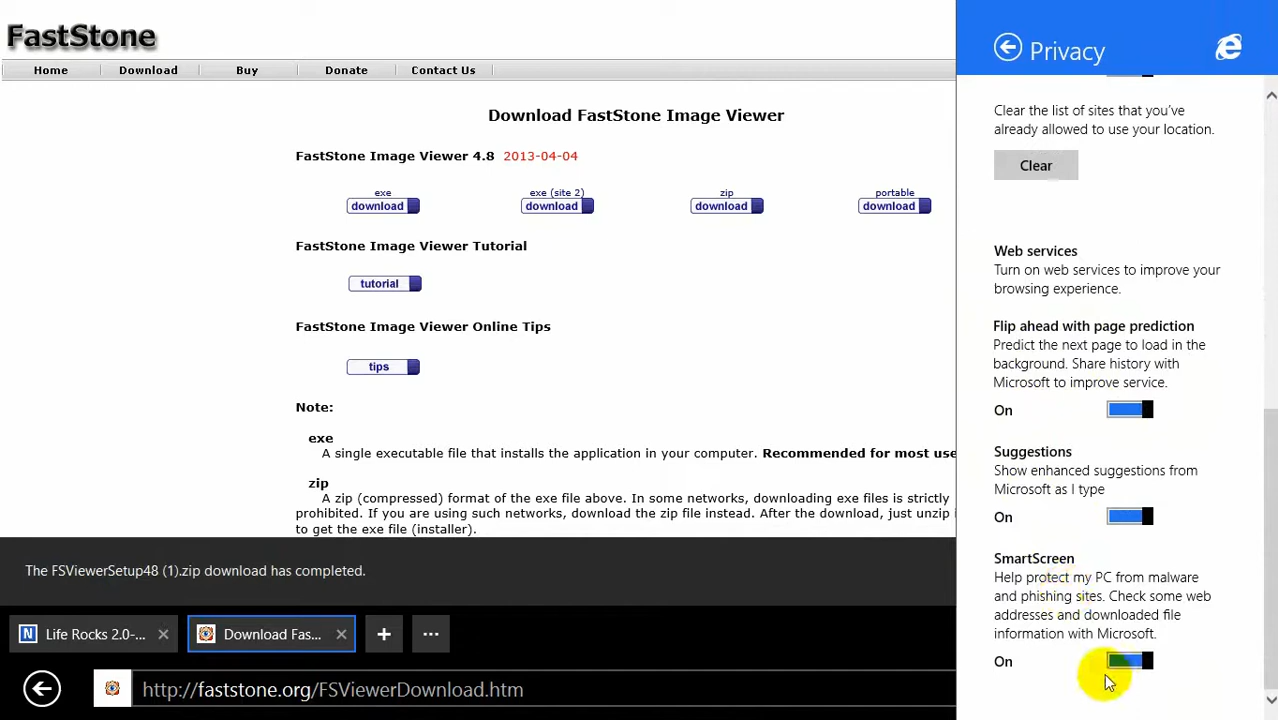 FastStone
Home Download Buy Donate Contact Us
Download FastStone Image Viewer
FastStone Image Viewer 4.8 2013-04-04
exe exe (site 2) zip portable
download download download download
FastStone Image Viewer Tutorial
tutorial
FastStone Image Viewer Online Tips
tips
Note:
exe
A single executable file that installs the application in your computer. Recommended for most use
zip
A zip (compressed) format of the exe file above. In some networks, downloading exe files is strictly
prohibited. If you are using such networks, download the zip file instead. After the download, just unzip i
to get the exe file (installer).
The FSViewerSetup48 (1).zip download has completed.
N Life Rocks 2.0-... Download Fas...
http://faststone.org/FSViewerDownload.htm
Privacy
Clear the list of sites that you've
already allowed to use your location.
Clear
Web services
Turn on web services to improve your
browsing experience.
Flip ahead with page prediction
Predict the next page to load in the
background. Share history with
Microsoft to improve service.
On
Suggestions
Show enhanced suggestions from
Microsoft as I type
On
SmartScreen
Help protect my PC from malware
and phishing sites. Check some web
addresses and downloaded file
information with Microsoft.
On